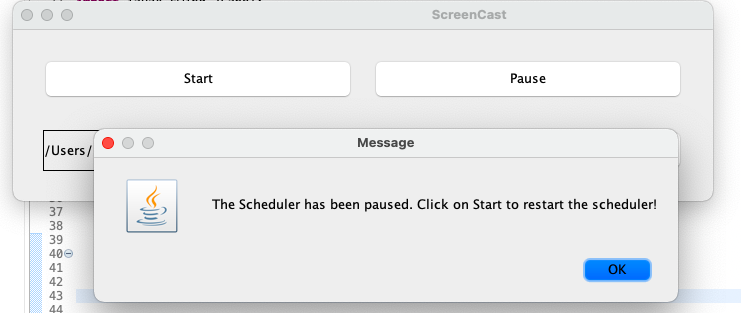 ScreenCast
Start
Pause
/Users/
Message
The Scheduler has been paused. Click on Start to restart the scheduler!
OK
37
38
39
40
41
42
43
44